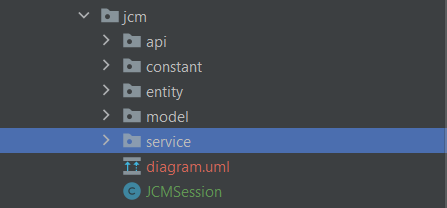 jcm
api
constant
entity
model
service
diagram.uml
JCMSession